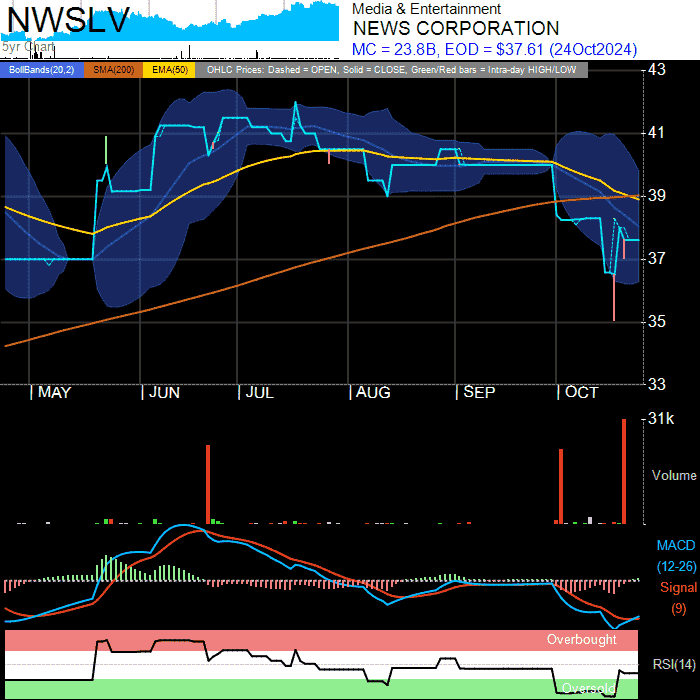 NWSLV
5yr Chart
Media & Entertainment
NEWS CORPORATION
MC = 23.8B, EOD = $37.61 (24Oct2024)
BollBands(20,2) SMA(200) EMA(50) OHLC Prices: Dashed = OPEN, Solid = CLOSE, Green/Red bars = Intra-day HIGH/LOW
43
41
39
37
35
33
MAY JUN JUL AUG SEP OCT
31k
Volume
MACD
(12-26)
Signal
(9)
Overbought
RSI(14)
Oversold